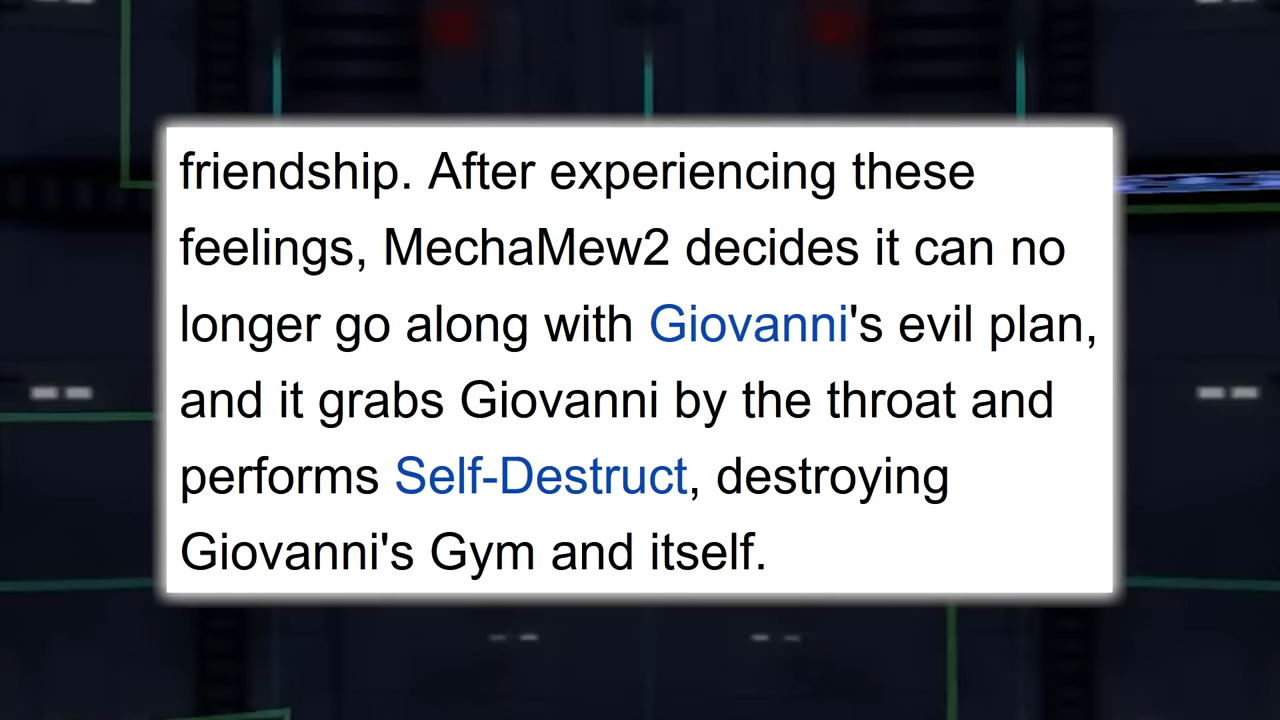 friendship. After experiencing these
feelings, MechaMew2 decides it can no
longer go along with Giovanni's evil plan,
and it grabs Giovanni by the throat and
performs Self-Destruct, destroying
Giovanni's Gym and itself.